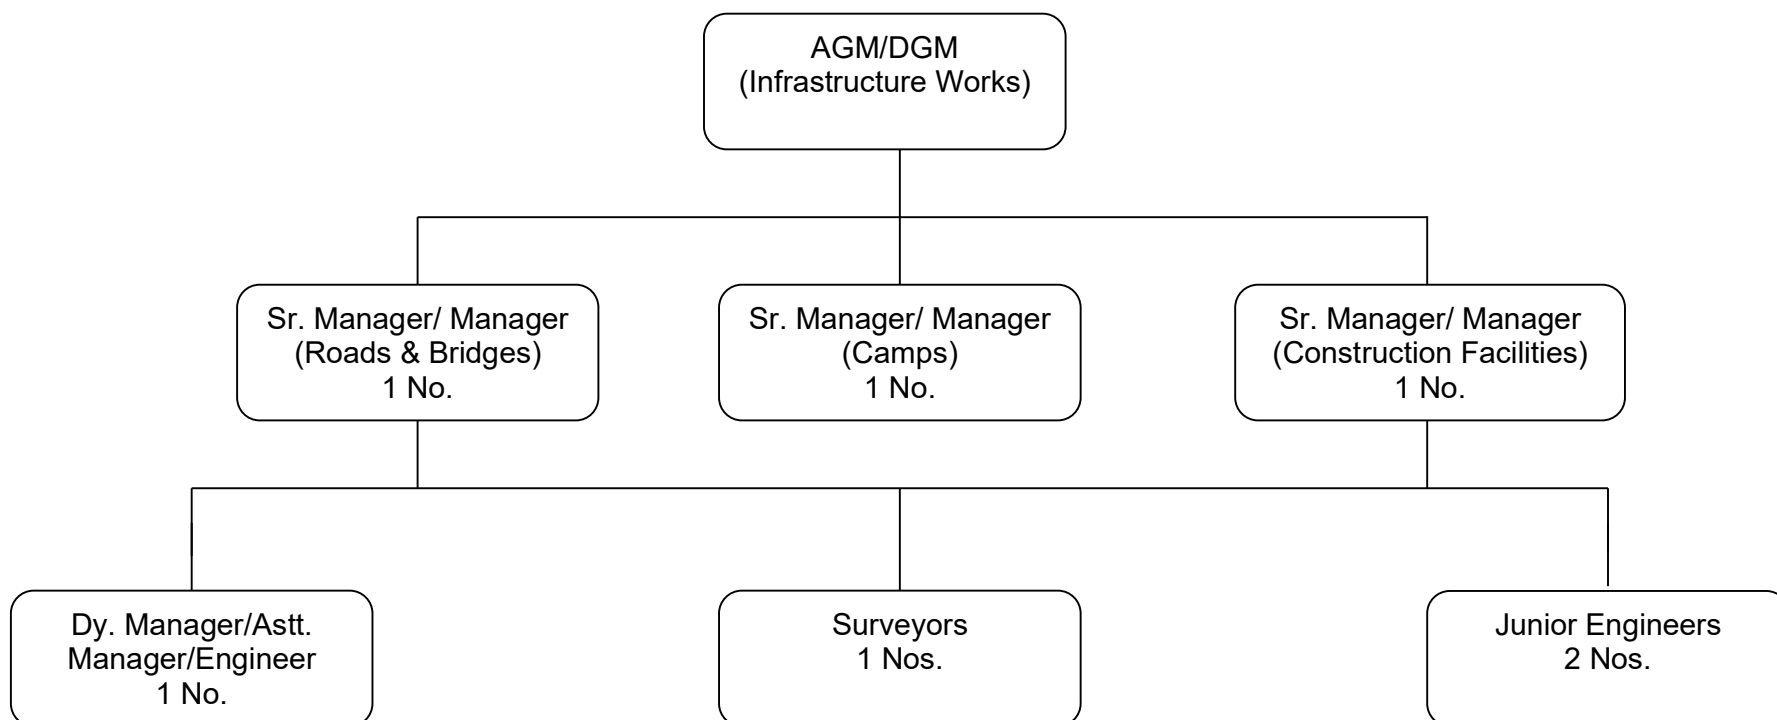 AGM/DGM
(Infrastructure Works)
Sr. Manager/ Manager
(Roads & Bridges)
1 No.
Sr. Manager/ Manager
(Camps)
1 No.
Sr. Manager/ Manager
(Construction Facilities)
1 No.
Dy. Manager/Astt.
Manager/Engineer
1 No.
Surveyors
1 Nos.
Junior Engineers
2 Nos.